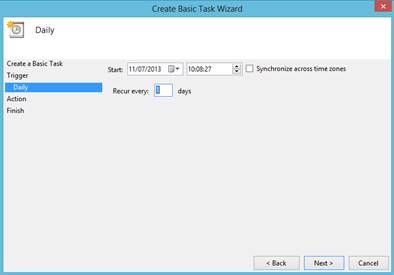 Create Basic Task Wizard
Daily
Create a Basic Task
Trigger
Daily
Action
Finish
Start: 11/07/2013 10:08:27 Synchronize across time zones
Recur every: 1 days
< Back Next > Cancel